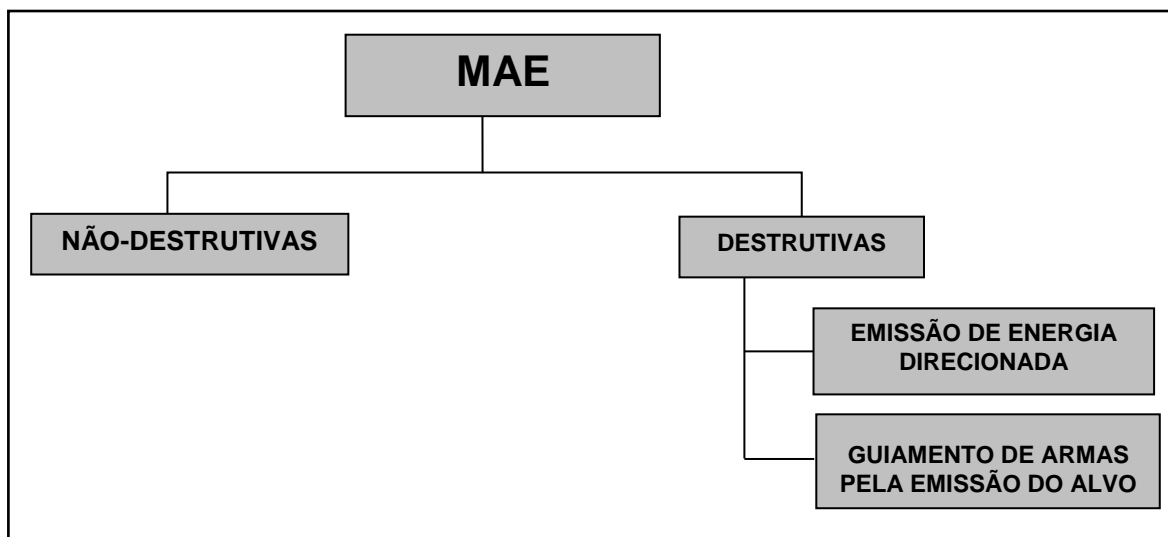 MAE
NÃO-DESTRUTIVAS
DESTRUTIVAS
EMISSÃO DE ENERGIA
DIRECIONADA
GUIAMENTO DE ARMAS
PELA EMISSÃO DO ALVO